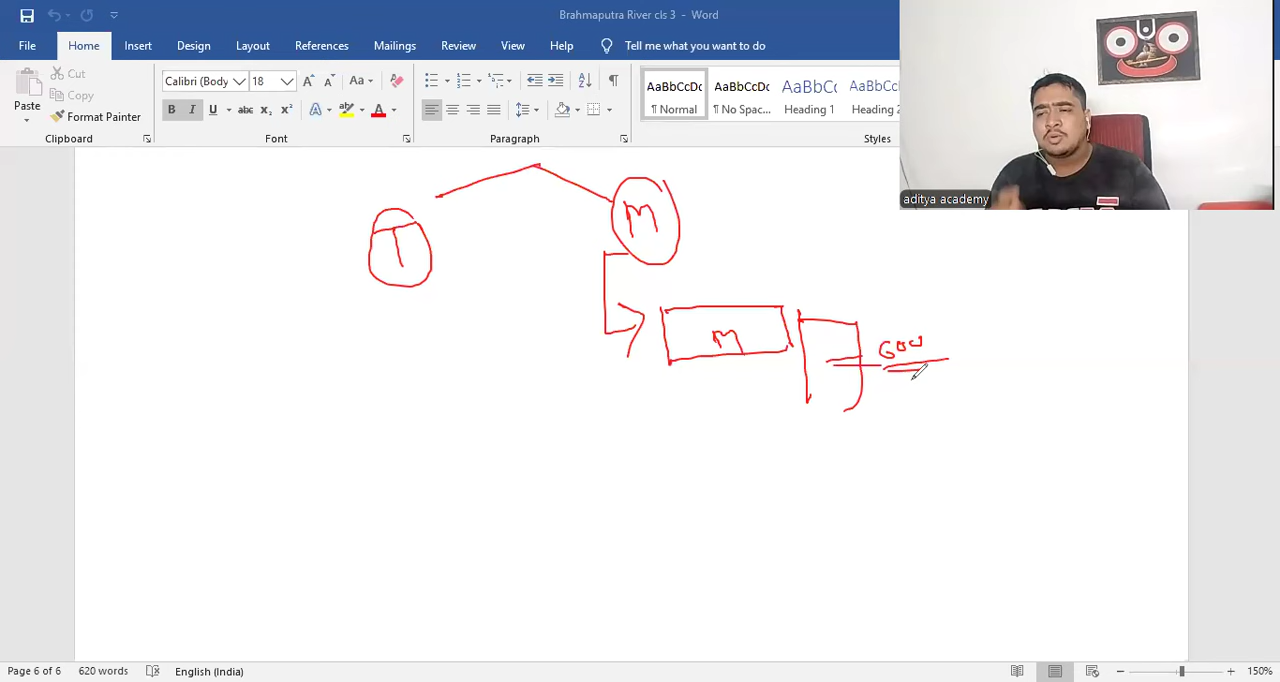 Brahmaputra River cls 3 - Word
File Home Insert Design Layout References Mailings Review View Help Tell me what you want to do
Cut
Copy
Paste
Format Painter
Calibri (Body 18
AaBbCcDc AaBbCcDc AaBbC AaBbC
¶ Normal ¶ No Spac... Heading 1 Heading 2
Clipboard Font Paragraph Styles
aditya academy
T
M
M
Page 6 of 6 620 words English (India) 150%